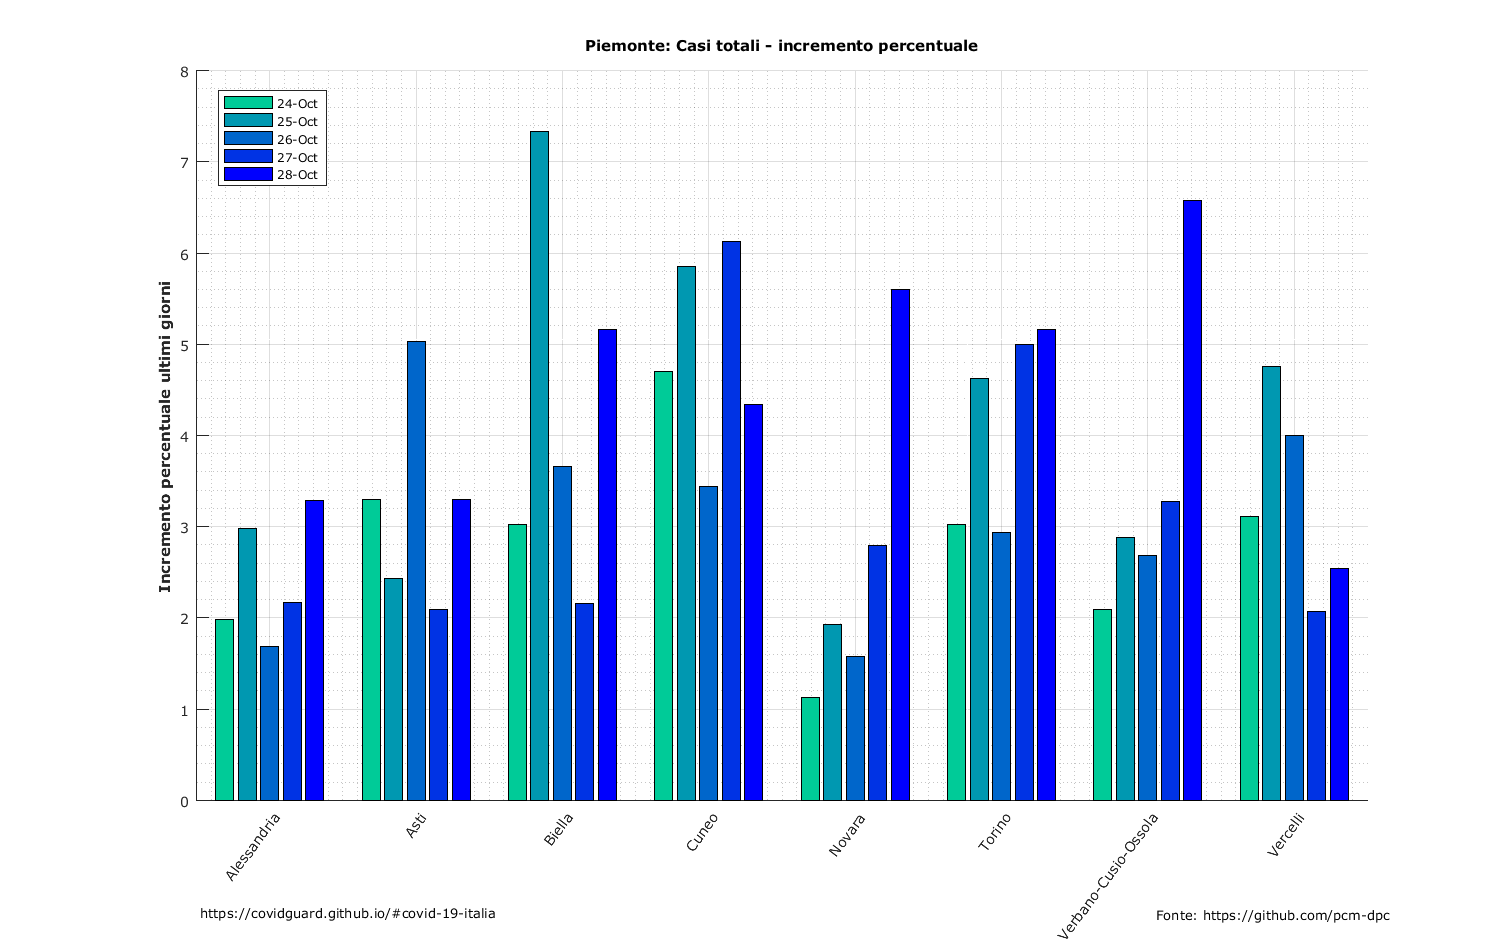 Piemonte: Casi totali - incremento percentuale
8
7
6
5
4
3
2
1
0
Incremento percentuale ultimi giorni
24-Oct
25-Oct
26-Oct
27-Oct
28-Oct
Alessandria
Asti
Biella
Cuneo
Novara
Torino
Verbano-Cusio-Ossola
Vercelli
https://covidguard.github.io/#covid-19-italia
Fonte: https://github.com/pcm-dpc